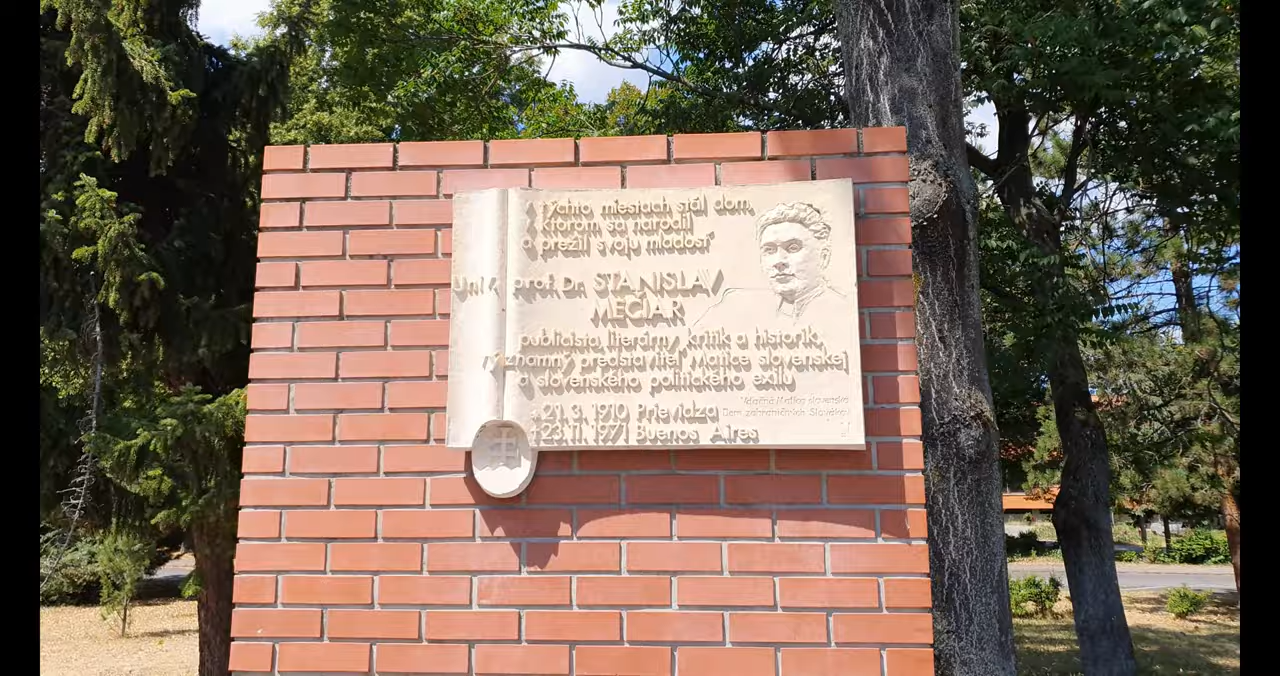 V týchto miestach stál dom,
v ktorom sa narodil
a prežil svoju mladosť
Univ. prof. Dr. STANISLAV
MEČIAR
publicista, literárny kritik a historik,
významný predstaviteľ Matice slovenskej
a slovenského politického exilu
Vďačná Matica slovenská
Dom zahraničných Slovákov
* 29.3.1910 Prievidza
+ 23.11.1971 Buenos Aires